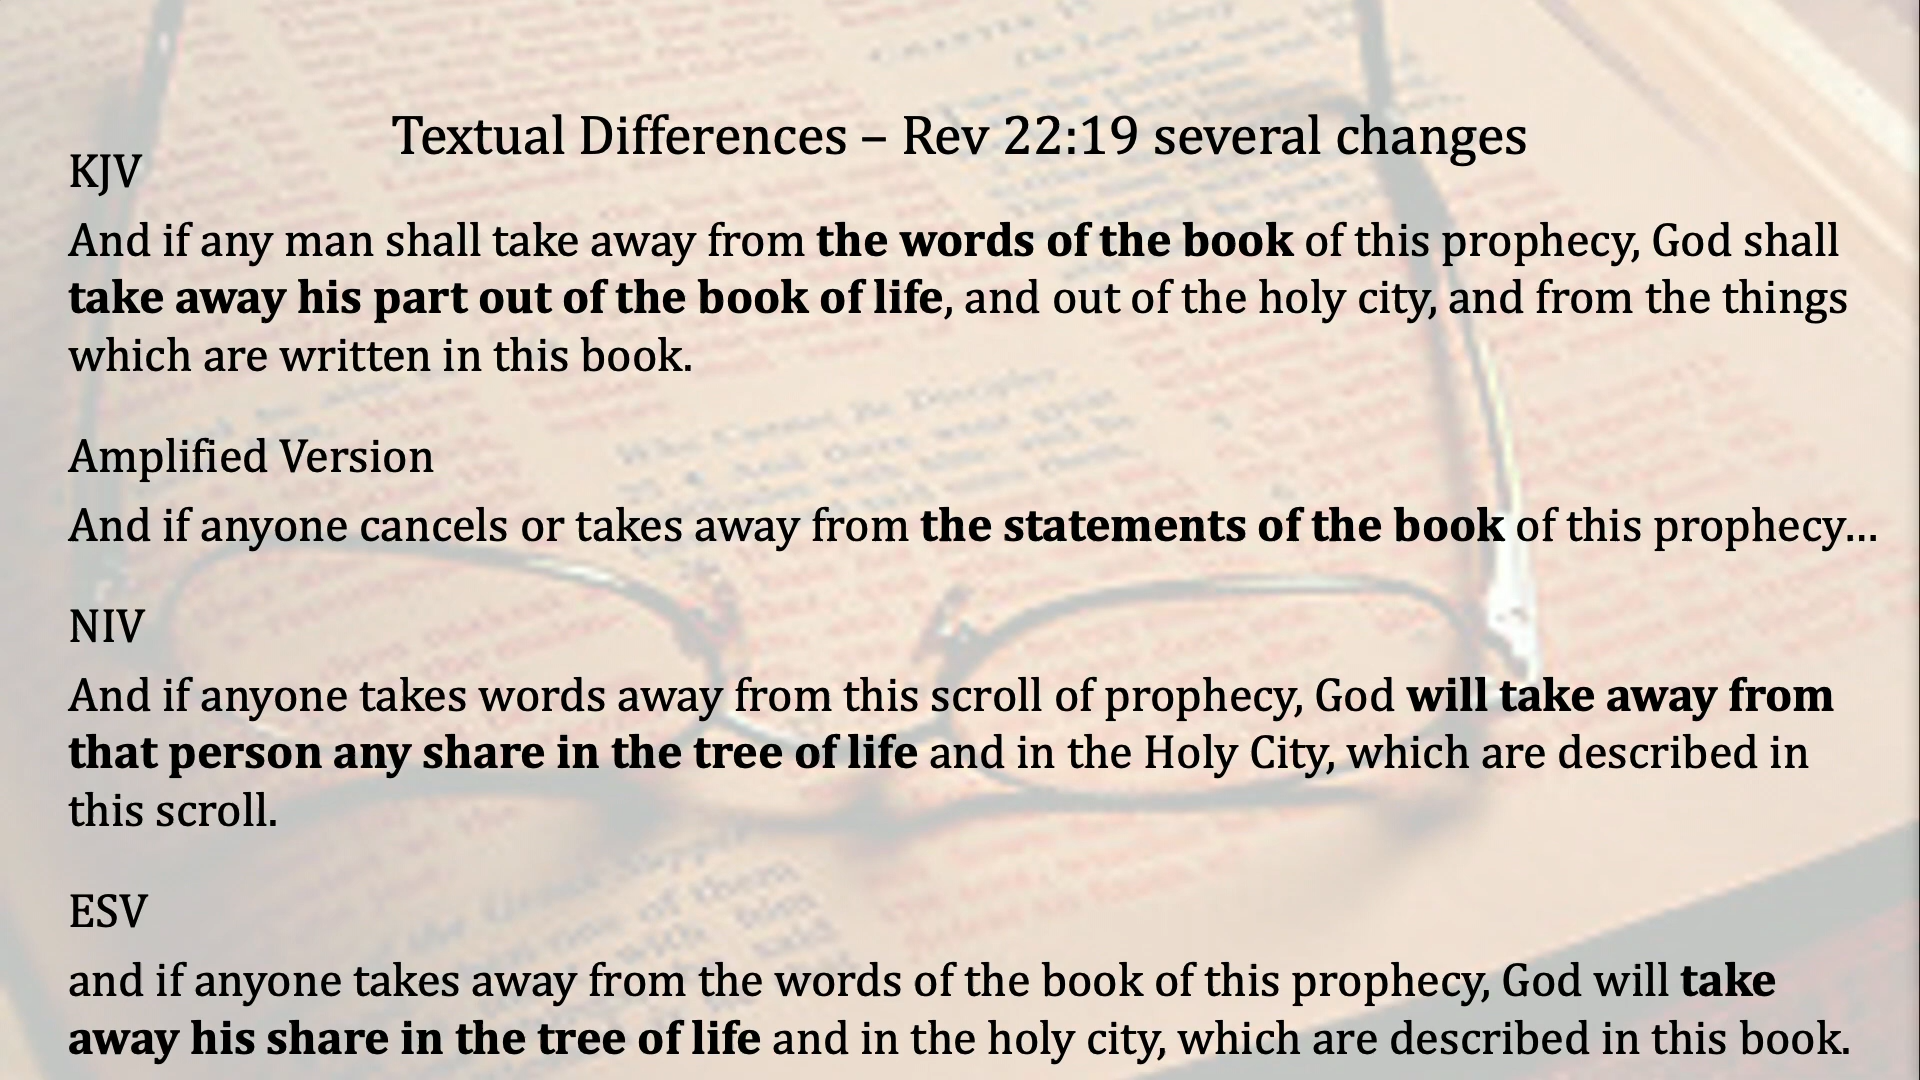 Textual Differences – Rev 22:19 several changes
KJV
And if any man shall take away from the words of the book of this prophecy, God shall
take away his part out of the book of life, and out of the holy city, and from the things
which are written in this book.
Amplified Version
And if anyone cancels or takes away from the statements of the book of this prophecy…
NIV
And if anyone takes words away from this scroll of prophecy, God will take away from
that person any share in the tree of life and in the Holy City, which are described in
this scroll.
ESV
and if anyone takes away from the words of the book of this prophecy, God will take
away his share in the tree of life and in the holy city, which are described in this book.